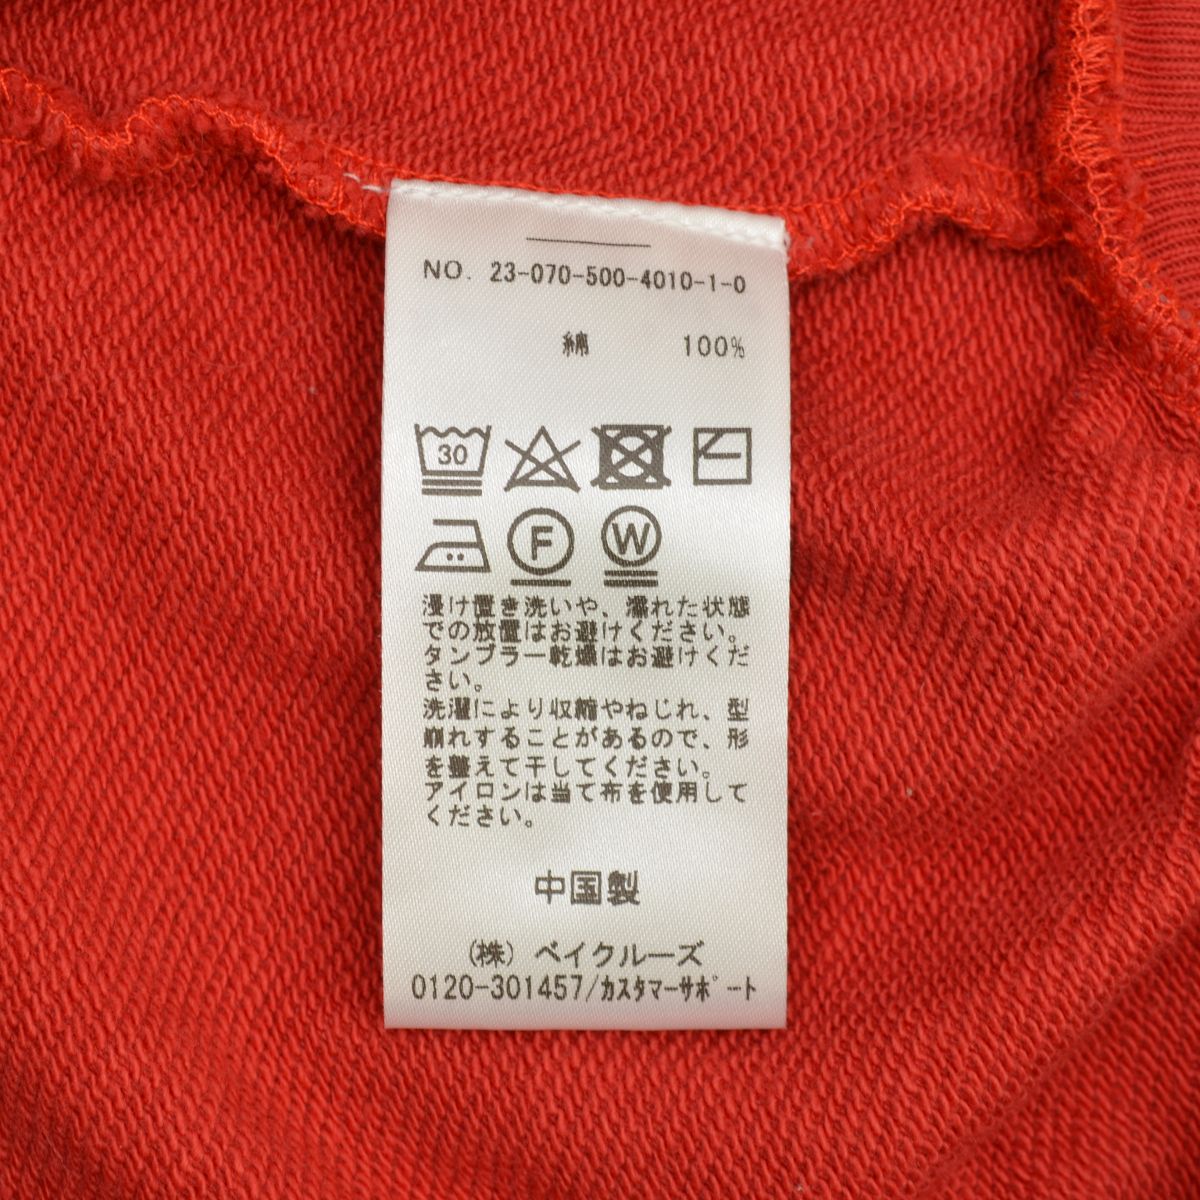 NO. 23-070-500-4010-1-0
綿 100%
30
F W
浸け置き洗いや、濡れた状態
での放置はお避けください。
タンブラー乾燥はお避けくだ
さい。
洗濯により収縮やねじれ、型
崩れすることがあるので、形
を整えて干してください。
アイロンは当て布を使用して
ください。
中国製
(株) ベイクルーズ
0120-301457/ｶｽﾀﾏｰｻﾎﾟｰﾄ